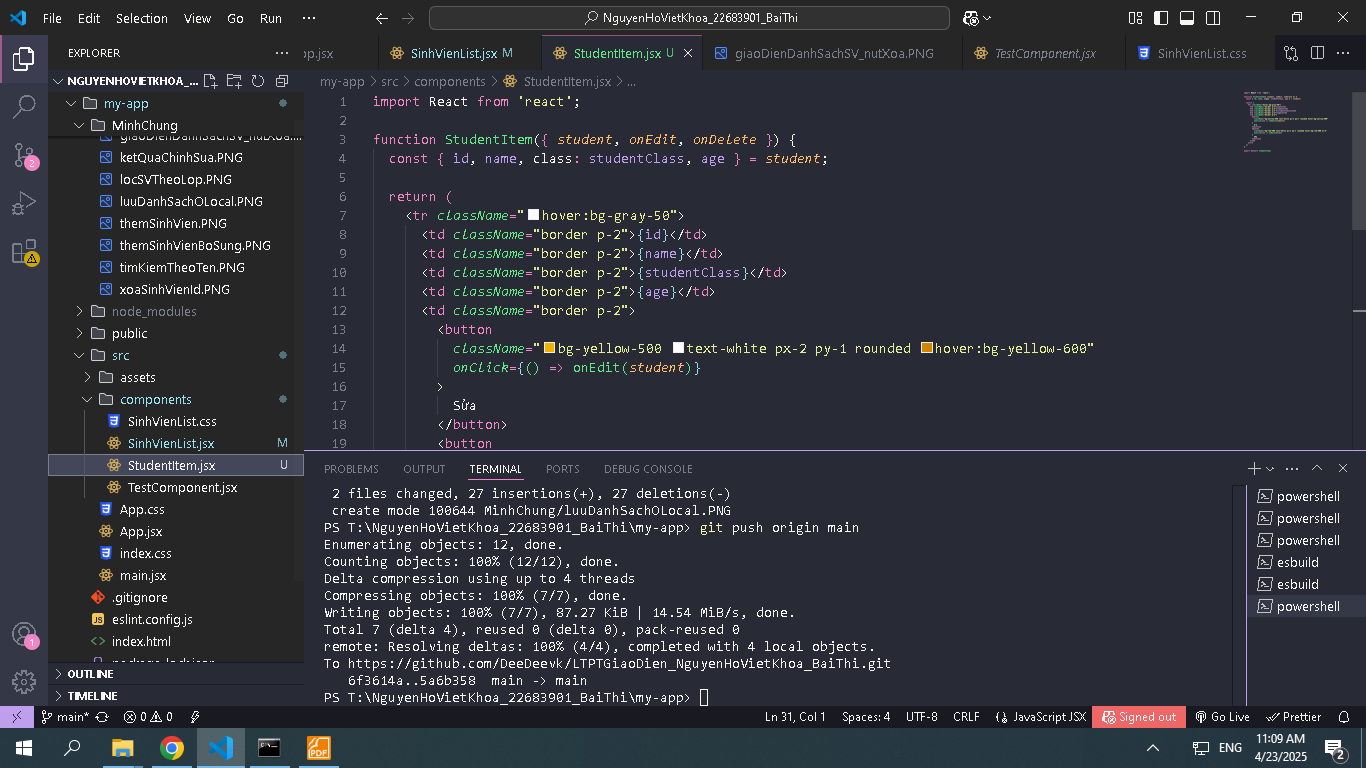 File Edit Selection View Go Run ···
NguyenHoVietKhoa_22683901_BaiThi
EXPLORER
NGUYENHOVIETKHOA_...
my-app
MinhChung
giaoDienDanhSachSV_nutXoa....
ketQuaChinhSua.PNG
locSVTheoLop.PNG
luuDanhSachOLocal.PNG
themSinhVien.PNG
themSinhVienBoSung.PNG
timKiemTheoTen.PNG
xoaSinhVienId.PNG
node_modules
public
src
assets
components
SinhVienList.css
SinhVienList.jsx M
StudentItem.jsx U
TestComponent.jsx
App.css
App.jsx
index.css
main.jsx
.gitignore
eslint.config.js
index.html
OUTLINE
TIMELINE
pp.jsx
SinhVienList.jsx M
StudentItem.jsx U
giaoDienDanhSachSV_nutXoa.PNG
TestComponent.jsx
SinhVienList.css
my-app > src > components > StudentItem.jsx > ...
1 import React from 'react';
2
3 function StudentItem({ student, onEdit, onDelete }) {
4 const { id, name, class: studentClass, age } = student;
5
6 return (
7 <tr className="hover:bg-gray-50">
8 <td className="border p-2">{id}</td>
9 <td className="border p-2">{name}</td>
10 <td className="border p-2">{studentClass}</td>
11 <td className="border p-2">{age}</td>
12 <td className="border p-2">
13 <button
14 className="bg-yellow-500 text-white px-2 py-1 rounded hover:bg-yellow-600"
15 onClick={() => onEdit(student)}
16 >
17 Sửa
18 </button>
19 <button
PROBLEMS OUTPUT TERMINAL PORTS DEBUG CONSOLE
2 files changed, 27 insertions(+), 27 deletions(-)
create mode 100644 MinhChung/luuDanhSachOLocal.PNG
PS T:\NguyenHoVietKhoa_22683901_BaiThi\my-app> git push origin main
Enumerating objects: 12, done.
Counting objects: 100% (12/12), done.
Delta compression using up to 4 threads
Compressing objects: 100% (7/7), done.
Writing objects: 100% (7/7), 87.27 KiB | 14.54 MiB/s, done.
Total 7 (delta 4), reused 0 (delta 0), pack-reused 0
remote: Resolving deltas: 100% (4/4), completed with 4 local objects.
To https://github.com/DeeDeevk/LTPTGiaoDien_NguyenHoVietKhoa_BaiThi.git
6f3614a..5a6b358 main -> main
PS T:\NguyenHoVietKhoa_22683901_BaiThi\my-app>
powershell
powershell
powershell
esbuild
esbuild
powershell
2
1
main* 0 0
Ln 31, Col 1 Spaces: 4 UTF-8 CRLF {} JavaScript JSX Signed out Go Live Prettier
ENG
11:09 AM
4/23/2025
2
PDF